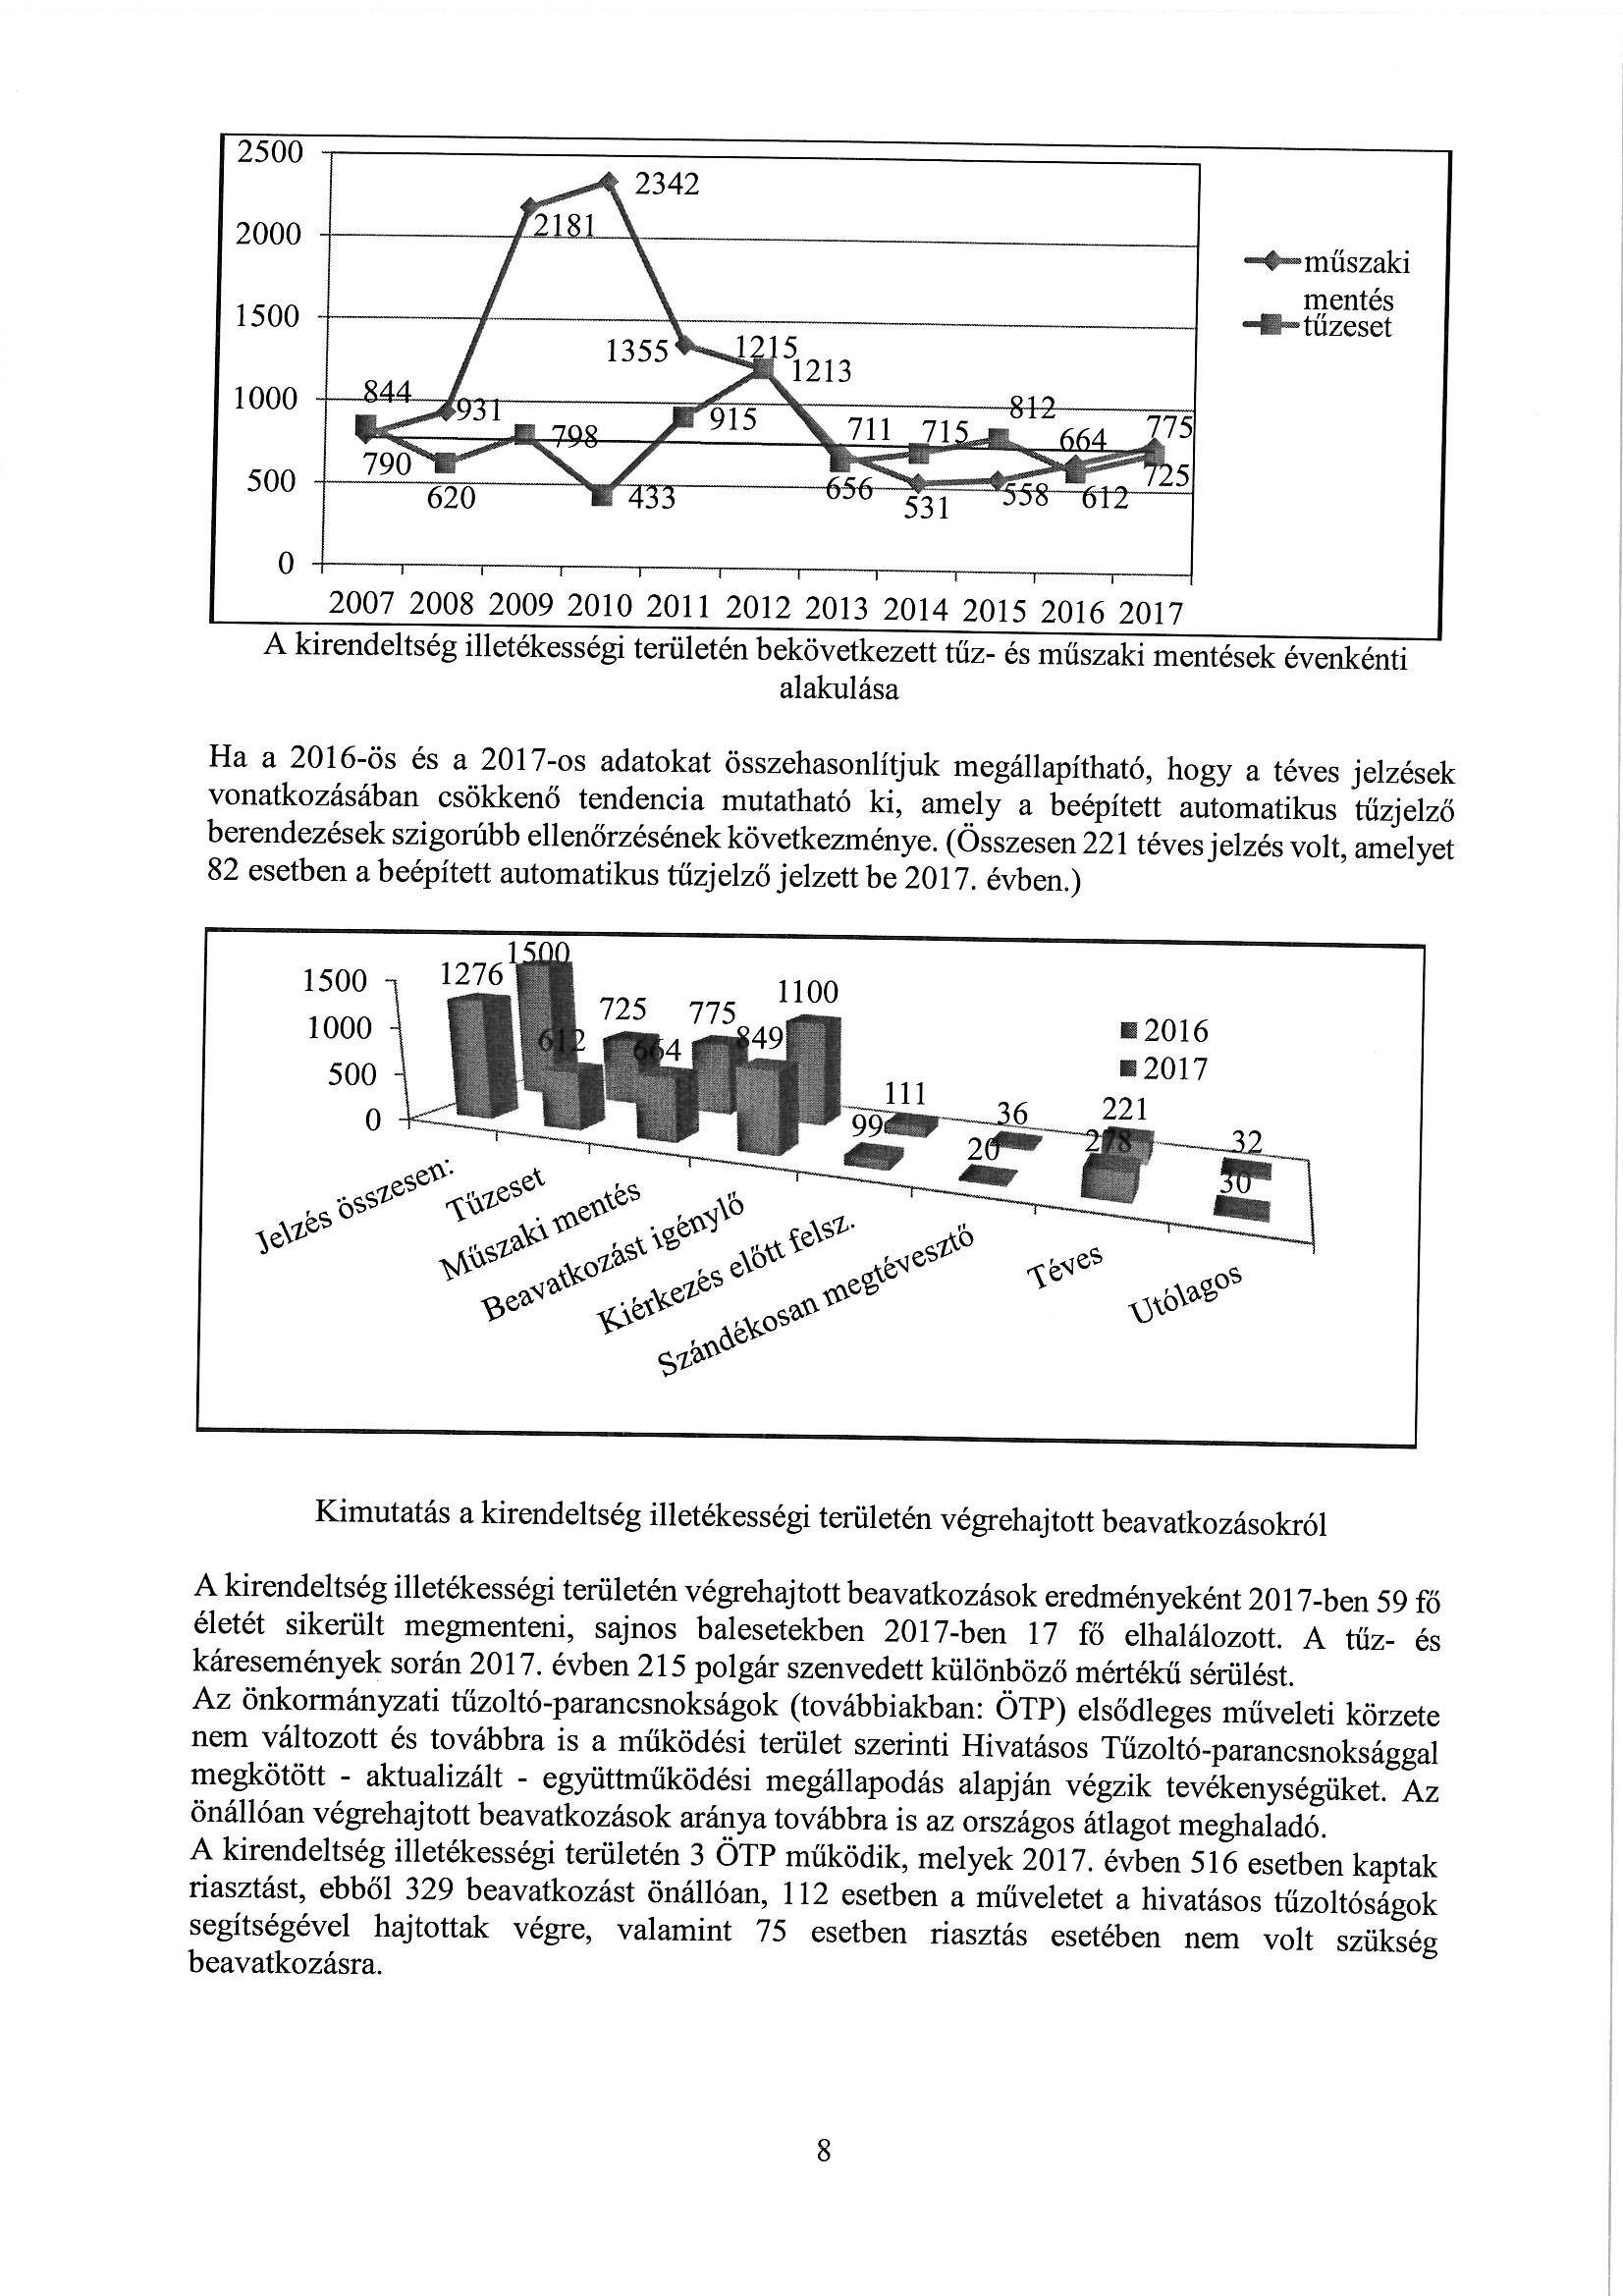 2500
2000
1500
1000
500
0
2342
2181
1355
1215
1213
844
931
798
915
711
715
812
664
775
790
620
433
656
531
558
612
725
műszaki
mentés
tűzeset
2007 2008 2009 2010 2011 2012 2013 2014 2015 2016 2017
A kirendeltség illetékességi területén bekövetkezett tűz- és műszaki mentések évenkénti
alakulása
Ha a 2016-ös és a 2017-os adatokat összehasonlítjuk megállapítható, hogy a téves jelzések
vonatkozásában csökkenő tendencia mutatható ki, amely a beépített automatikus tűzjelző
berendezések szigorúbb ellenőrzésének következménye. (Összesen 221 téves jelzés volt, amelyet
82 esetben a beépített automatikus tűzjelző jelzett be 2017. évben.)
1500
1000
500
0
1276
1500
612
725
664
775
849
1100
99
111
20
36
278
221
30
32
2016
2017
Jelzés összesen:
Tűzeset
Műszaki mentés
Beavatkozást igénylő
Kiérkezés előtt felsz.
Szándékosan megtévesztő
Téves
Utólagos
Kimutatás a kirendeltség illetékességi területén végrehajtott beavatkozásokról
A kirendeltség illetékességi területén végrehajtott beavatkozások eredményeként 2017-ben 59 fő
életét sikerült megmenteni, sajnos balesetekben 2017-ben 17 fő elhalálozott. A tűz- és
káresemények során 2017. évben 215 polgár szenvedett különböző mértékű sérülést.
Az önkormányzati tűzoltó-parancsnokságok (továbbiakban: ÖTP) elsődleges műveleti körzete
nem változott és továbbra is a működési terület szerinti Hivatásos Tűzoltó-parancsnoksággal
megkötött - aktualizált - együttműködési megállapodás alapján végzik tevékenységüket. Az
önállóan végrehajtott beavatkozások aránya továbbra is az országos átlagot meghaladó.
A kirendeltség illetékességi területén 3 ÖTP működik, melyek 2017. évben 516 esetben kaptak
riasztást, ebből 329 beavatkozást önállóan, 112 esetben a műveletet a hivatásos tűzoltóságok
segítségével hajtottak végre, valamint 75 esetben riasztás esetében nem volt szükség
beavatkozásra.
8